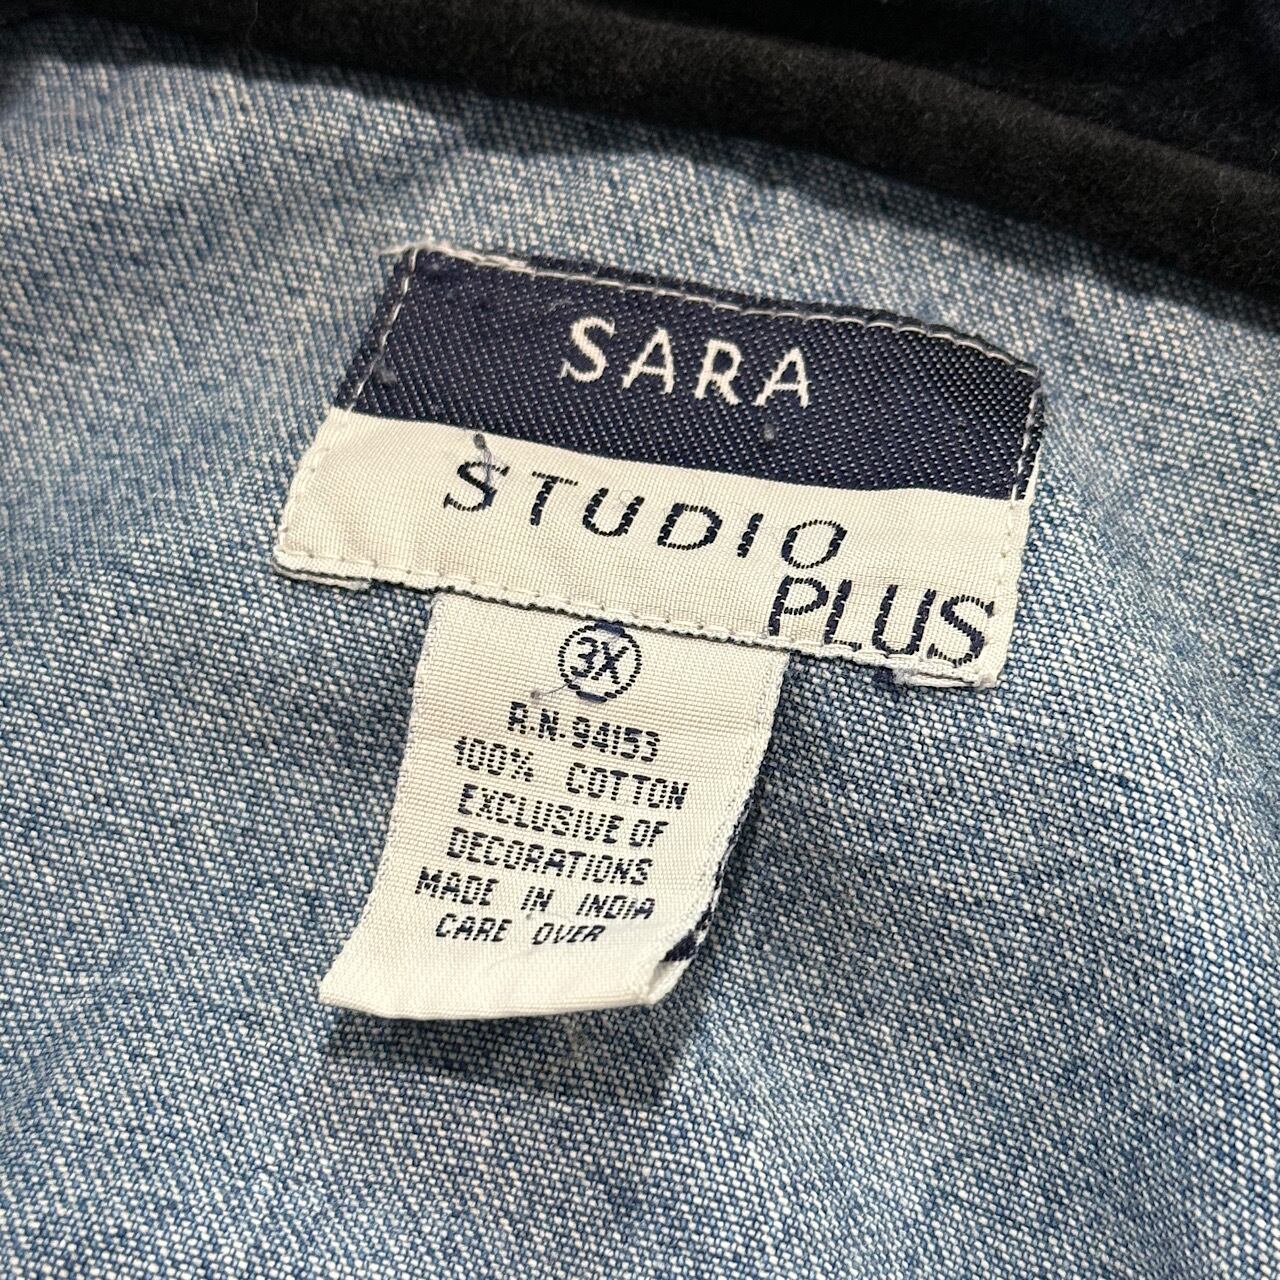 SARA
STUDIO
PLUS
3X
R.N.94153
100% COTTON
EXCLUSIVE OF
DECORATIONS
MADE IN INDIA
CARE OVER